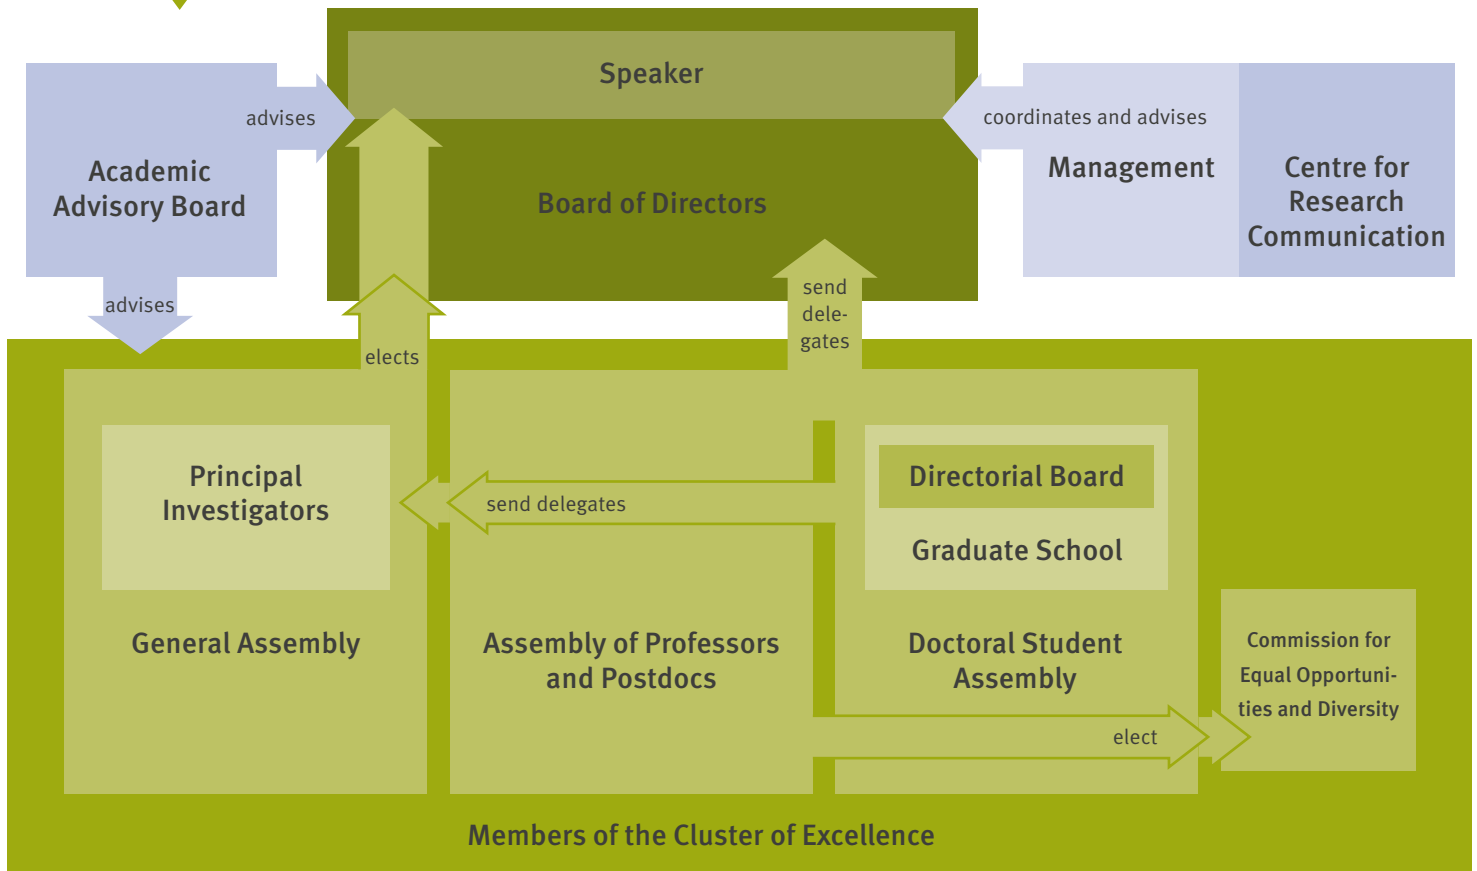 Speaker
advises
coordinates and advises
Academic
Advisory Board
Board of Directors
Management
Centre for
Research
Communication
advises
send
dele-
gates
elects
Principal
Investigators
send delegates
Directorial Board
Graduate School
General Assembly
Assembly of Professors
and Postdocs
Doctoral Student
Assembly
Commission for
Equal Opportuni-
ties and Diversity
elect
Members of the Cluster of Excellence